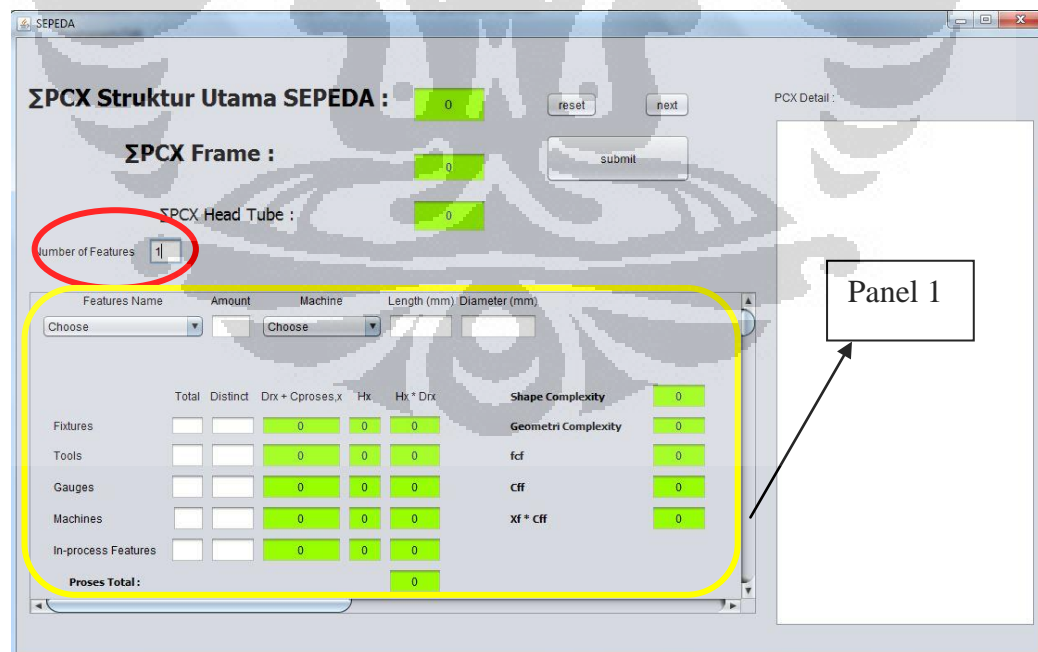 SEPEDA
ΣPCX Struktur Utama SEPEDA : 0 reset next
PCX Detail :
ΣPCX Frame : 0 submit
ΣPCX Head Tube : 0
Number of Features 1
Panel 1
Features Name Amount Machine Length (mm) Diameter (mm)
Choose Choose
Total Distinct Drx + Cproses,x Hx Hx * Drx Shape Complexity 0
Fixtures 0 0 0 Geometri Complexity 0
Tools 0 0 0 fcf 0
Gauges 0 0 0 Cff 0
Machines 0 0 0 Xf * Cff 0
In-process Features 0 0 0
Proses Total : 0